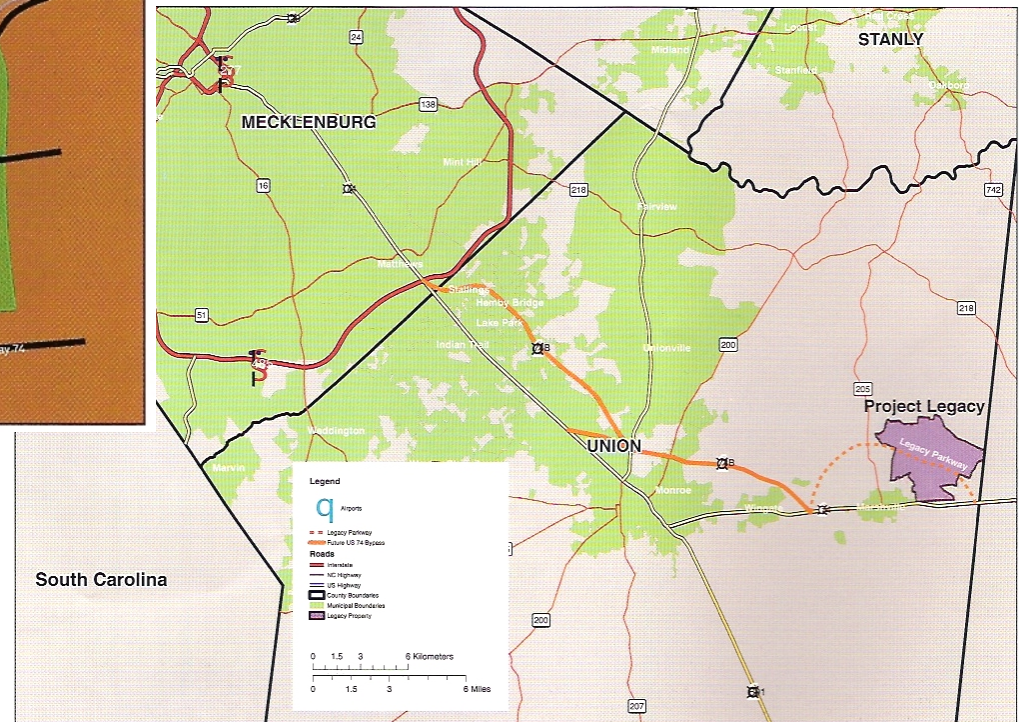 STANLY
Midland
Stanfield
24
MECKLENBURG
138
Mint Hill
16
218
742
Fairview
Matthews
Stallings
Hemby Bridge
51
Lake Park
218
Indian Trail
Unionville
200
205
Project Legacy
Legacy Parkway
UNION
Weddington
Marvin
Monroe
Wingate
Marshville
South Carolina
Legend
q Airports
Legacy Parkway
Future US 74 Bypass
Roads
Interstate
NC Highway
US Highway
County Boundaries
Municipal Boundaries
Legacy Property
0 1.5 3 6 Kilometers
0 1.5 3 6 Miles
200
207
ay 74